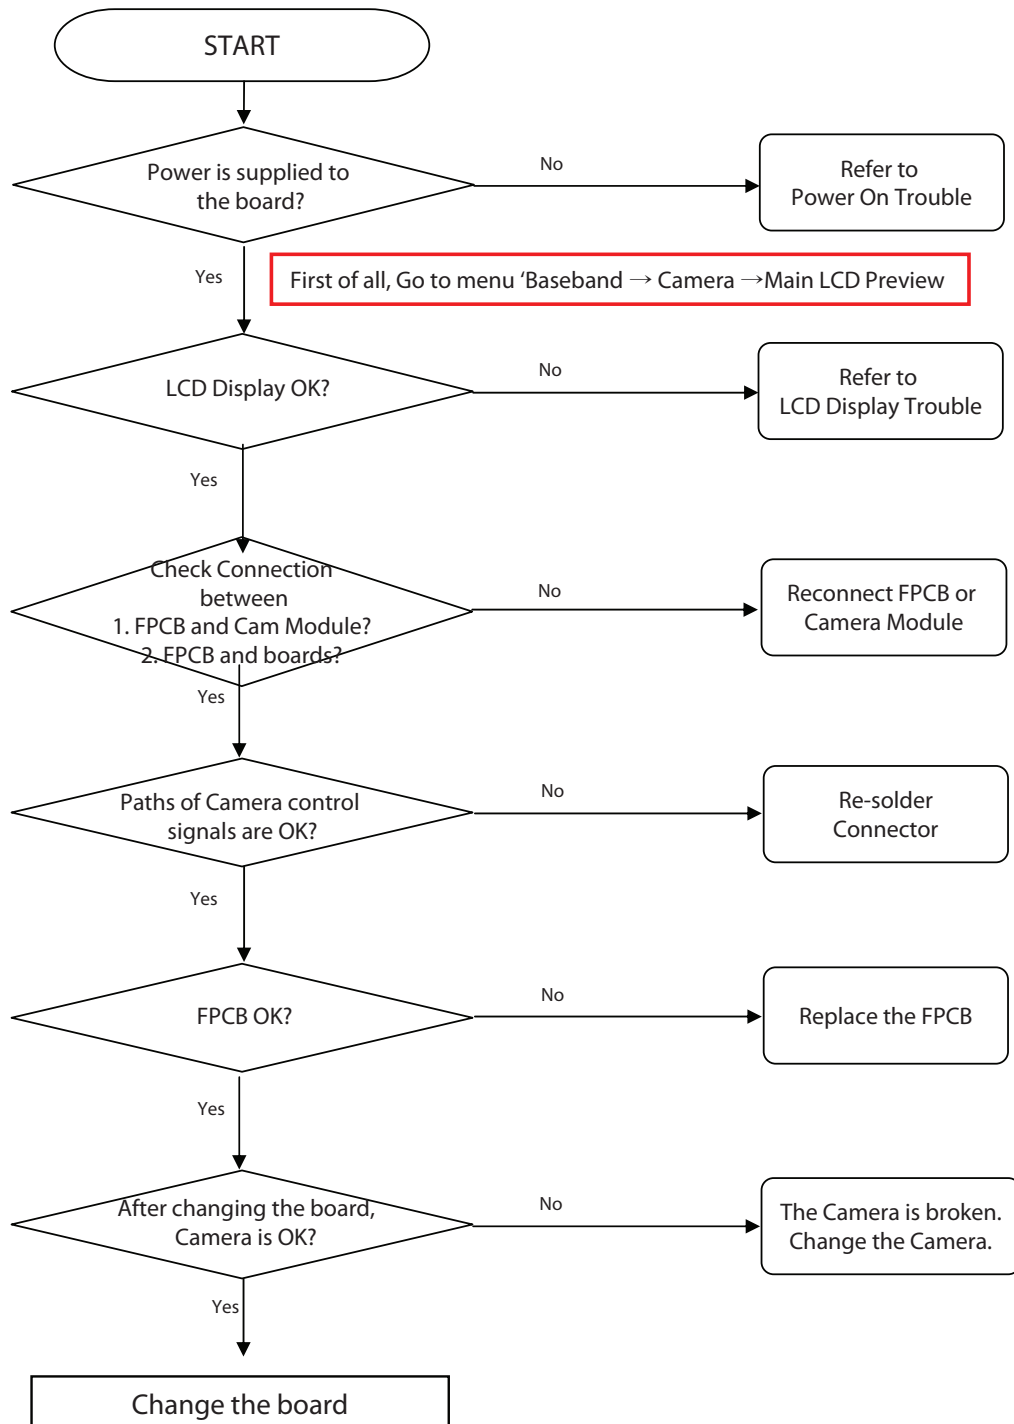 START
Power is supplied to
the board?
No
Refer to
Power On Trouble
Yes
First of all, Go to menu ‘Baseband → Camera →Main LCD Preview
LCD Display OK?
No
Refer to
LCD Display Trouble
Yes
Check Connection
between
1. FPCB and Cam Module?
2. FPCB and boards?
No
Reconnect FPCB or
Camera Module
Yes
Paths of Camera control
signals are OK?
No
Re-solder
Connector
Yes
FPCB OK?
No
Replace the FPCB
Yes
After changing the board,
Camera is OK?
No
The Camera is broken.
Change the Camera.
Yes
Change the board